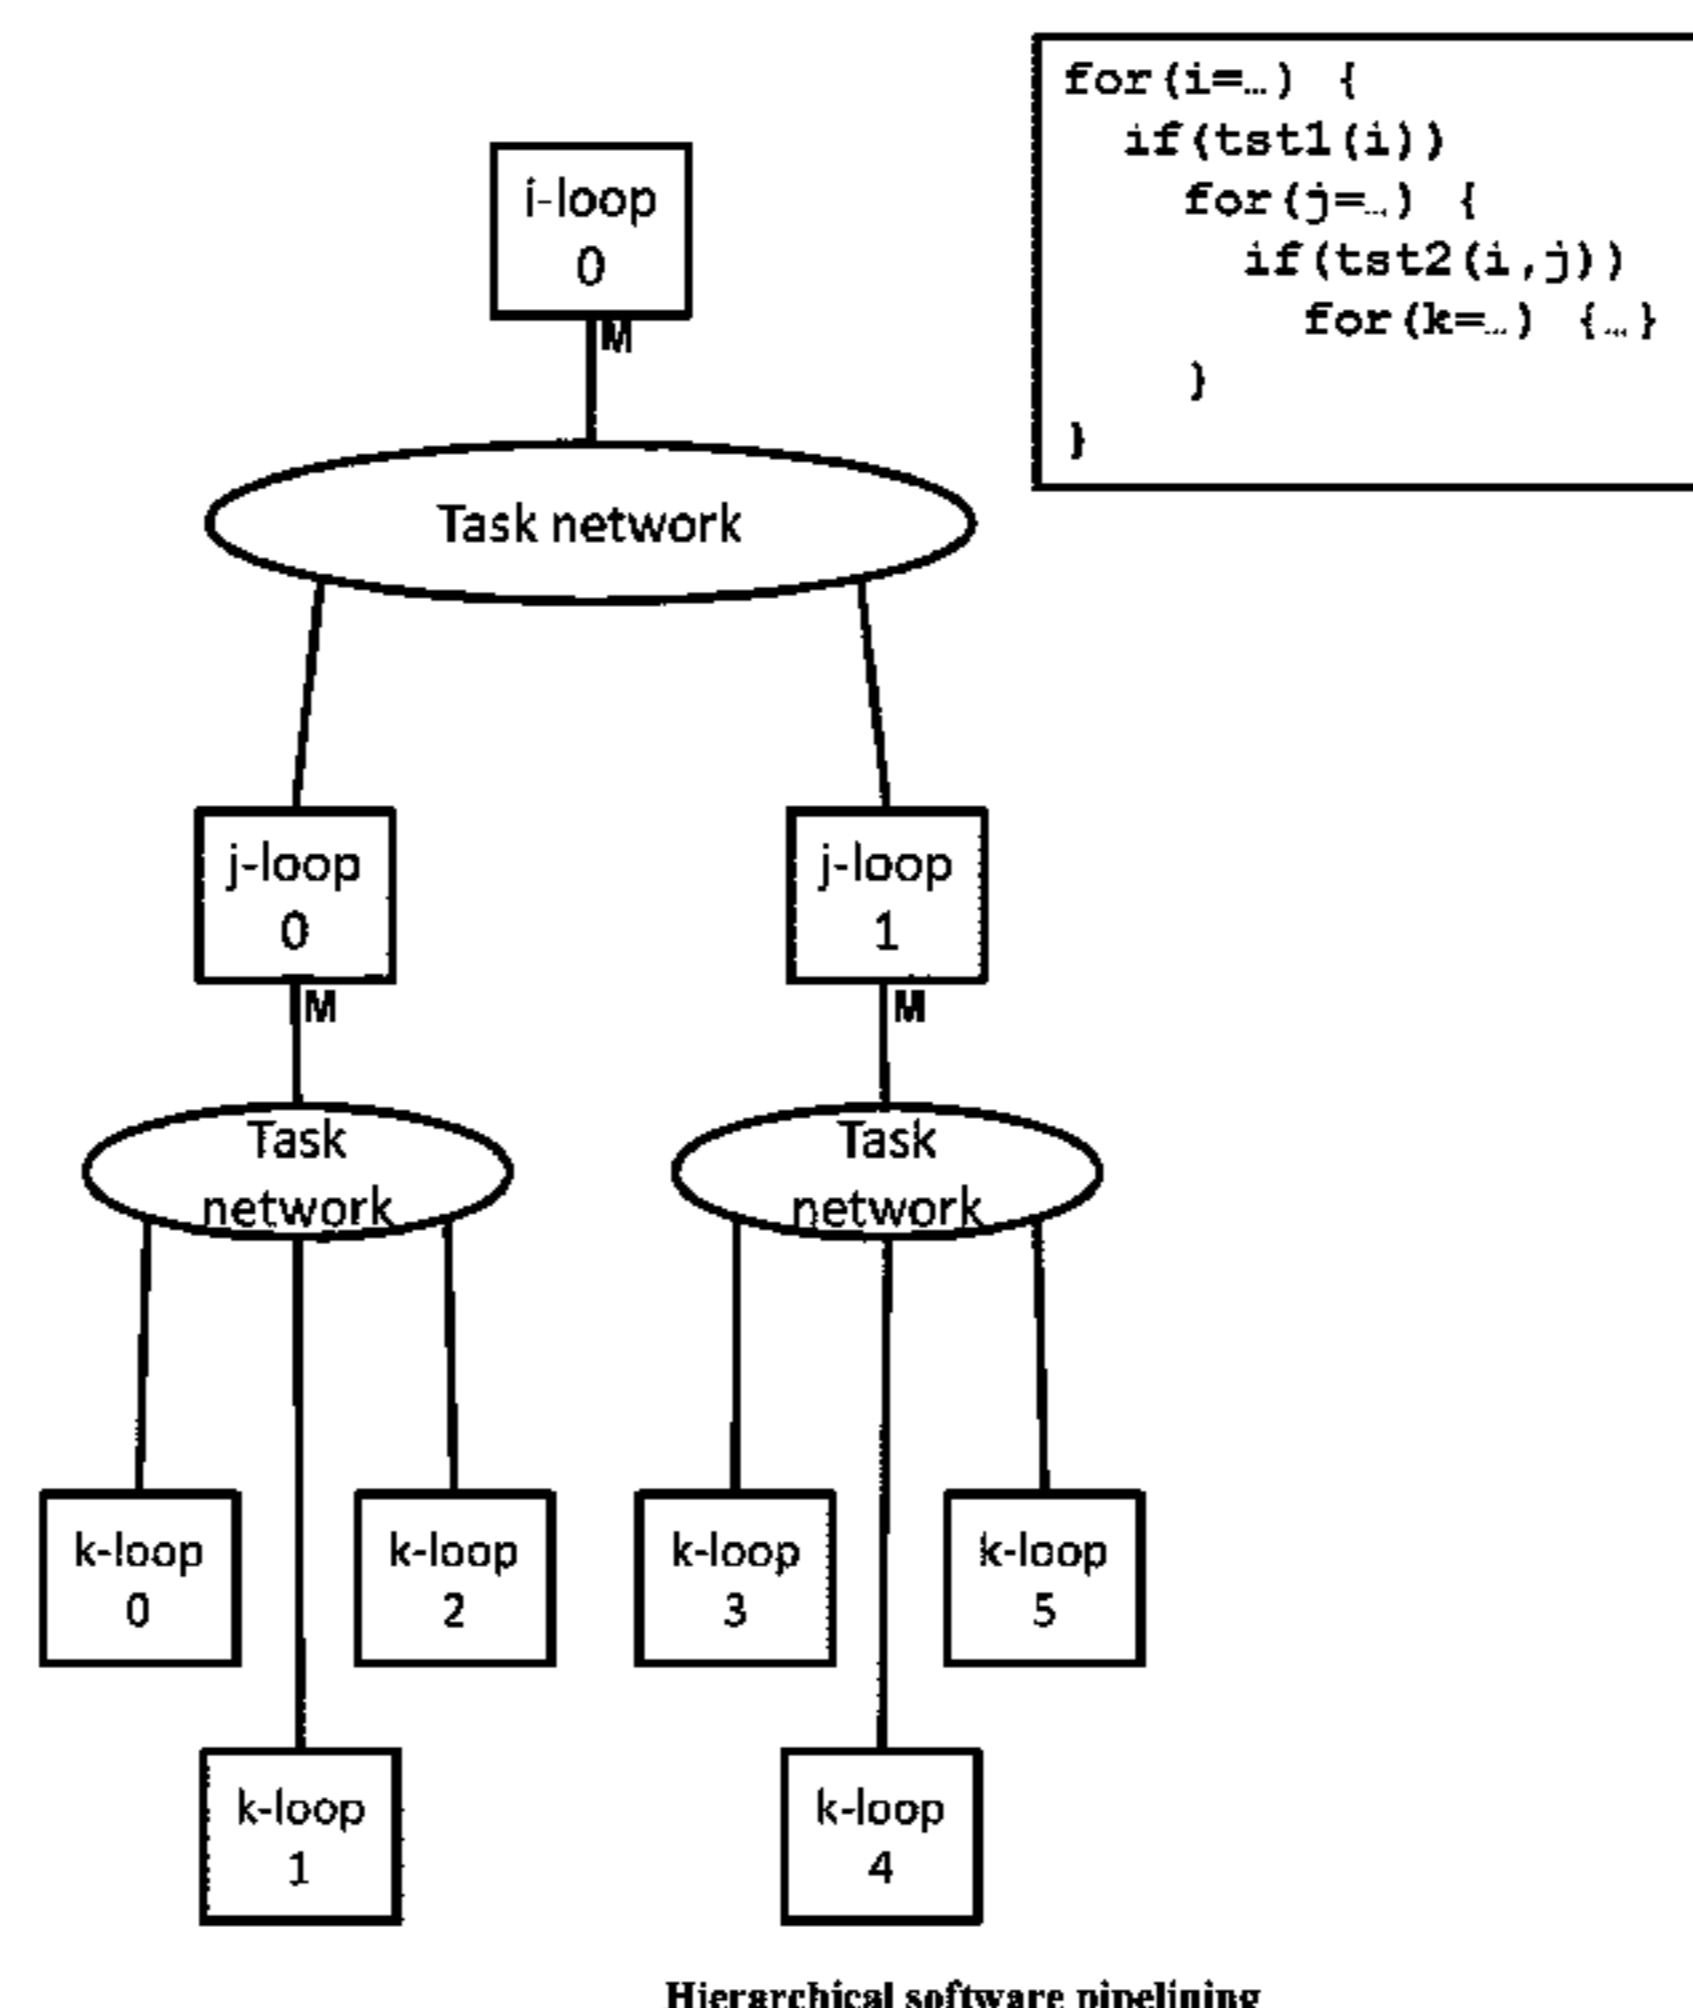 for(i=…) {
if(tst1(i))
for(j=…) {
if(tst2(i,j))
for(k=…) {…}
}
}
i-loop
0
M
Task network
j-loop
0
M
j-loop
1
M
Task
network
Task
network
k-loop
0
k-loop
2
k-loop
3
k-loop
5
k-loop
1
k-loop
4
Hierarchical software pipelining